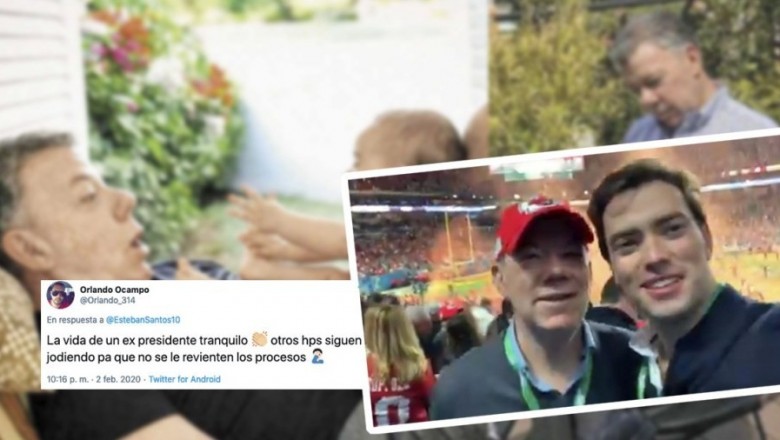 Orlando Ocampo
@Orlando_314
En respuesta a @EstebanSantos10
La vida de un ex presidente tranquilo 👏🏻 otros hps siguen
jodiendo pa que no se le revienten los procesos 🤦🏻‍♂️
10:16 p. m. · 2 feb. 2020 · Twitter for Android